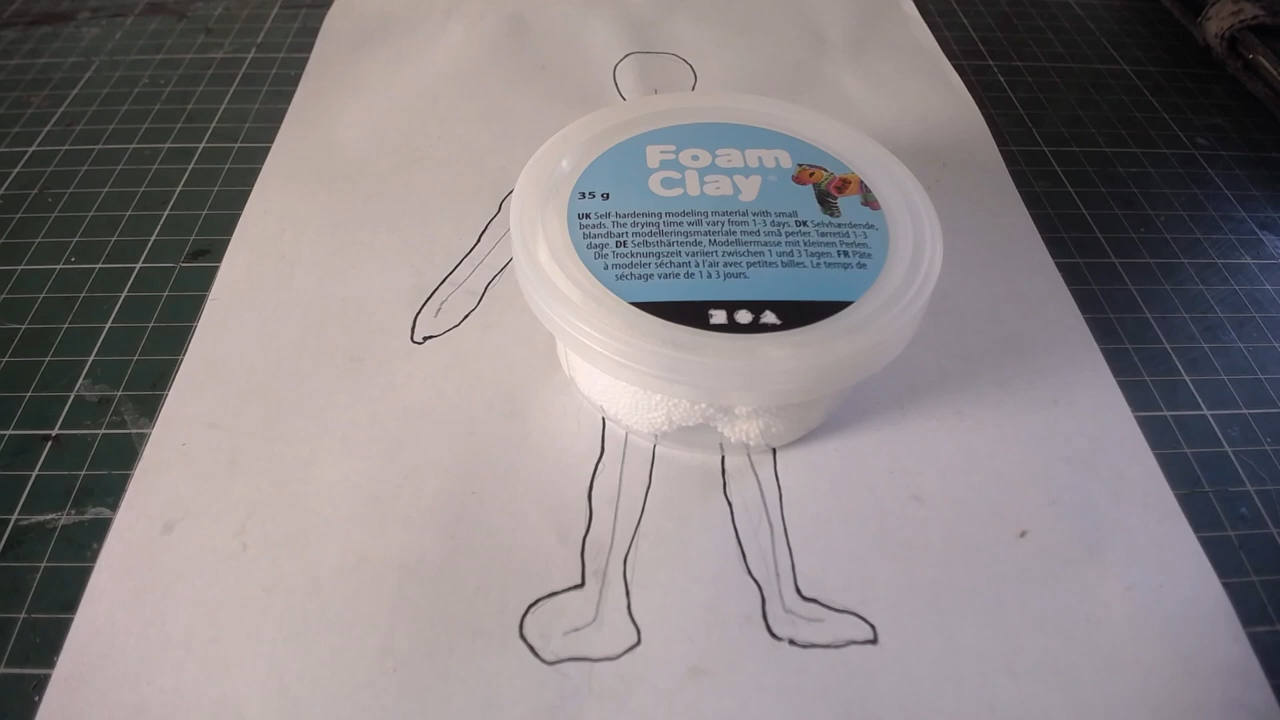 Foam
Clay
35 g
UK Self-hardening modeling material with small
beads. The drying time will vary from 1-3 days. DK Selvhærdende,
blandbart modelleringsmateriale med små perler. Tørretid 1-3
dage. DE Selbsthärtende, Modelliermasse mit kleinen Perlen.
Die Trocknungszeit variiert zwischen 1 und 3 Tagen. FR Pâte
à modeler séchant à l'air avec petites billes. Le temps de
séchage varie de 1 à 3 jours.